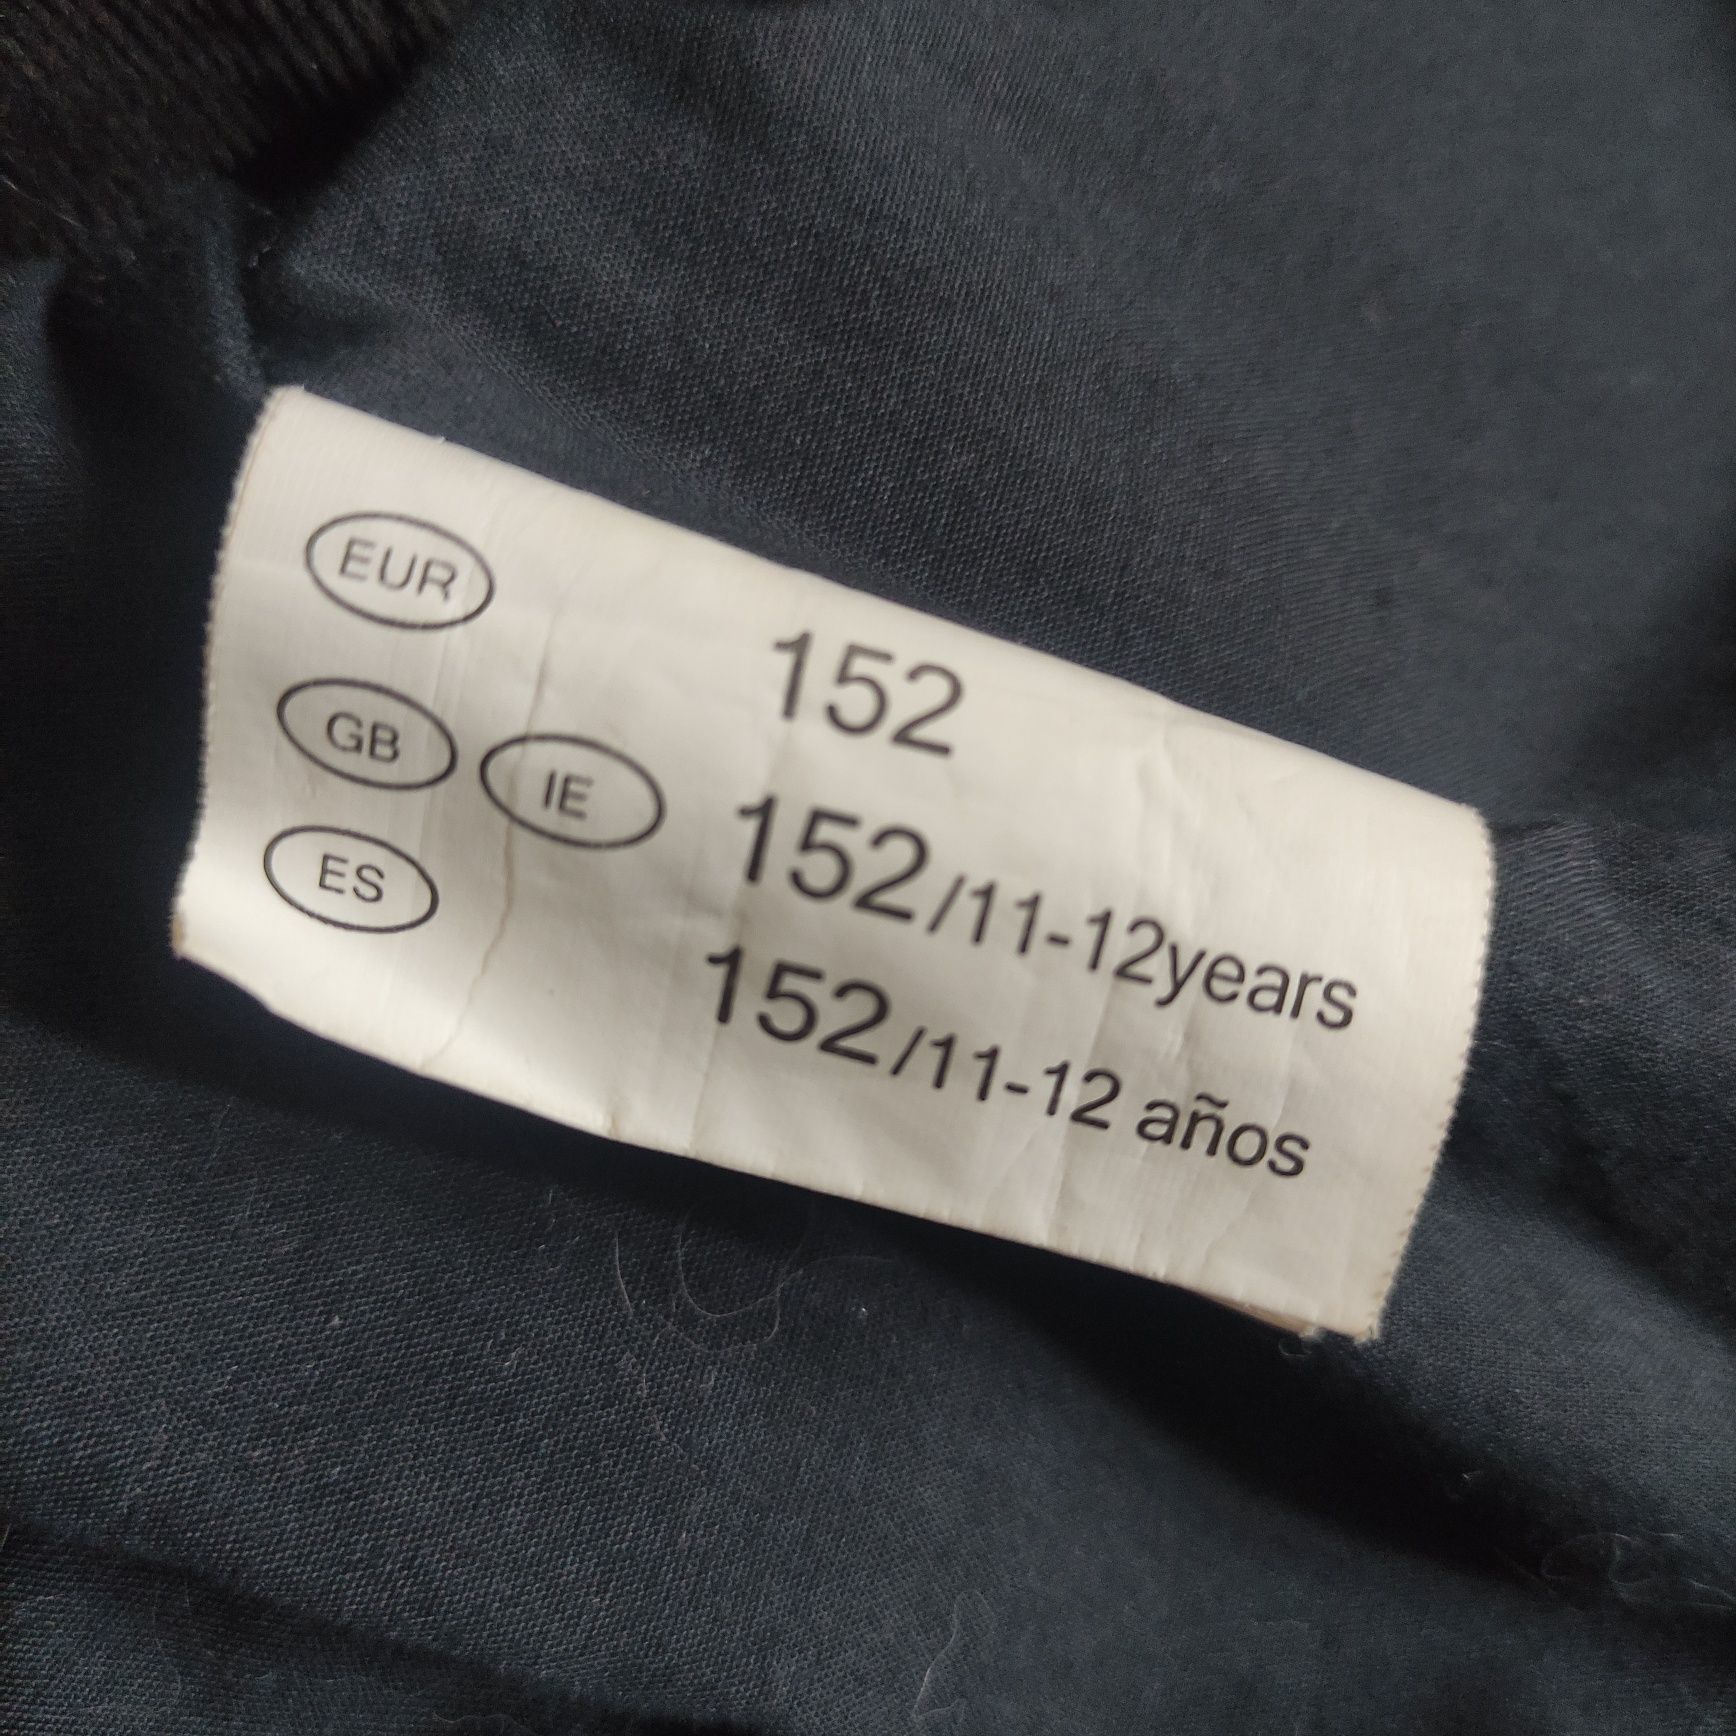 EUR 152
GB IE 152/11-12years
ES 152/11-12 años